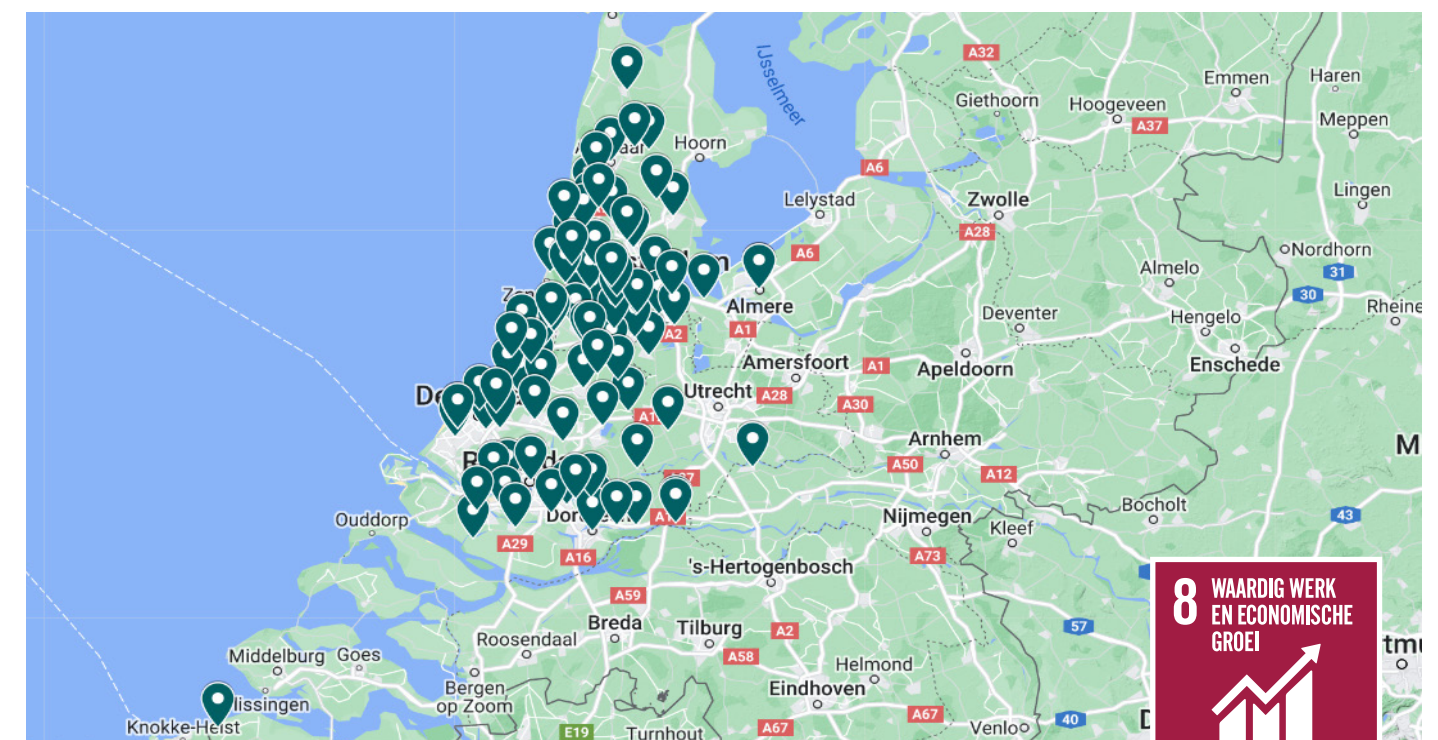 A32
Emmen
Haren
IJsselmeer
Giethoorn
Hoogeveen
A37
Meppen
Hoorn
A6
Lelystad
Zwolle
Lingen
A28
Nordhorn
A6
Almelo
31
30
Almere
Rheine
A2
A1
Deventer
Hengelo
Amersfoort
A1
Apeldoorn
Enschede
Utrecht
A28
A30
Arnhem
A50
A12
Bocholt
43
Ouddorp
Nijmegen
Kleef
A29
A16
A73
's-Hertogenbosch
A59
8 WAARDIG WERK
EN ECONOMISCHE
GROEI
Breda
Tilburg
A2
57
Roosendaal
A58
Middelburg
Goes
Helmond
Bergen
op Zoom
Eindhoven
lissingen
Knokke-Heist
E19
Turnhout
A67
A67
Venlo
40